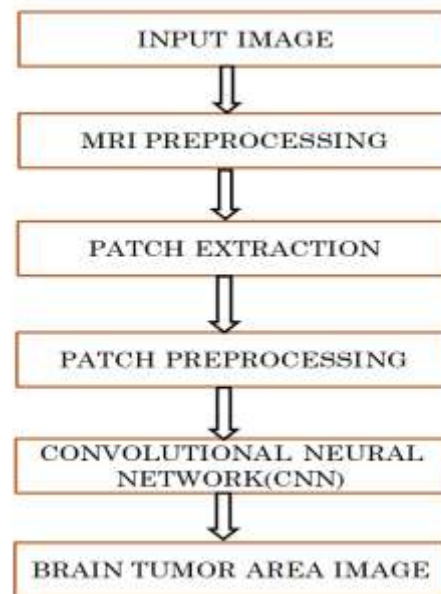 INPUT IMAGE
MRI PREPROCESSING
PATCH EXTRACTION
PATCH PREPROCESSING
CONVOLUTIONAL NEURAL
NETWORK(CNN)
BRAIN TUMOR AREA IMAGE